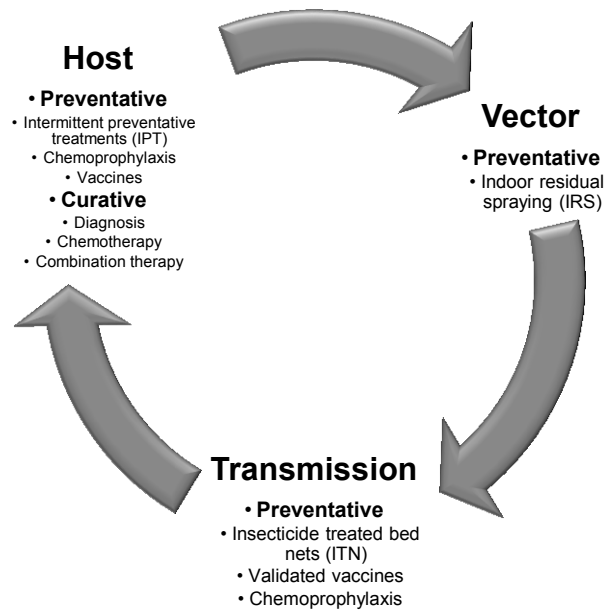 Host
• Preventative
• Intermittent preventative
treatments (IPT)
• Chemoprophylaxis
• Vaccines
• Curative
• Diagnosis
• Chemotherapy
• Combination therapy
Vector
• Preventative
• Indoor residual
spraying (IRS)
Transmission
• Preventative
• Insecticide treated bed
nets (ITN)
• Validated vaccines
• Chemoprophylaxis